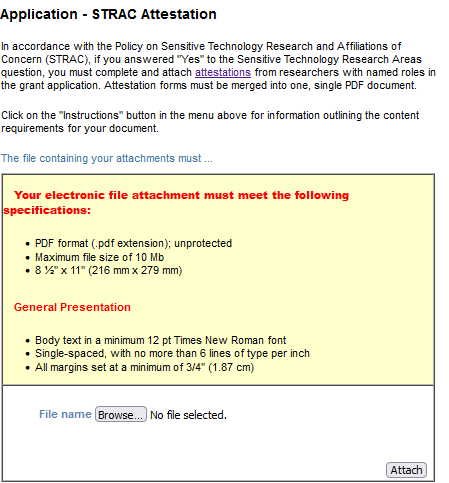 Application - STRAC Attestation
In accordance with the Policy on Sensitive Technology Research and Affiliations of
Concern (STRAC), if you answered "Yes" to the Sensitive Technology Research Areas
question, you must complete and attach attestations from researchers with named roles in
the grant application. Attestation forms must be merged into one, single PDF document.
Click on the "Instructions" button in the menu above for information outlining the content
requirements for your document.
The file containing your attachments must ...
Your electronic file attachment must meet the following
specifications:
• PDF format (.pdf extension); unprotected
• Maximum file size of 10 Mb
• 8 ½" x 11" (216 mm x 279 mm)
General Presentation
• Body text in a minimum 12 pt Times New Roman font
• Single-spaced, with no more than 6 lines of type per inch
• All margins set at a minimum of 3/4" (1.87 cm)
File name Browse... No file selected.
Attach